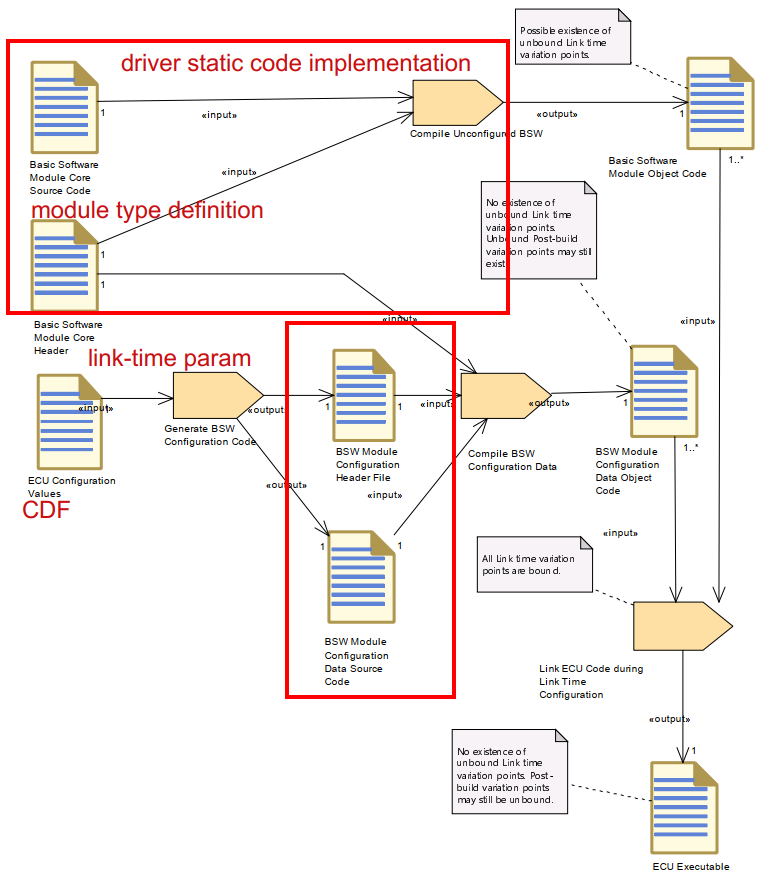 Possible existence of
unbound Link time
variation points.
driver static code implementation
1
«input»
Compile Unconfigured BSW
«output»
1
Basic Software
Module Core
Source Code
«input»
Basic Software
Module Object Code
1..*
No existence of
unbound Link time
variation points.
Unbound Post-build
variation points may still
exist.
module type definition
1
1
«input»
«input»
Basic Software
Module Core
Header
link-time param
«input»
Generate BSW
Configuration Code
«output»
1
1
«input»
«output»
1
BSW Module
Configuration
Header File
Compile BSW
Configuration Data
BSW Module
Configuration
Data Object
Code
1..*
ECU Configuration
Values
CDF
«output»
«input»
1
1
«input»
All Link time variation
points are bound.
BSW Module
Configuration
Data Source
Code
Link ECU Code during
Link Time
Configuration
«output»
1
No existence of
unbound Link time
variation points. Post-
build variation points
may still be unbound.
ECU Executable